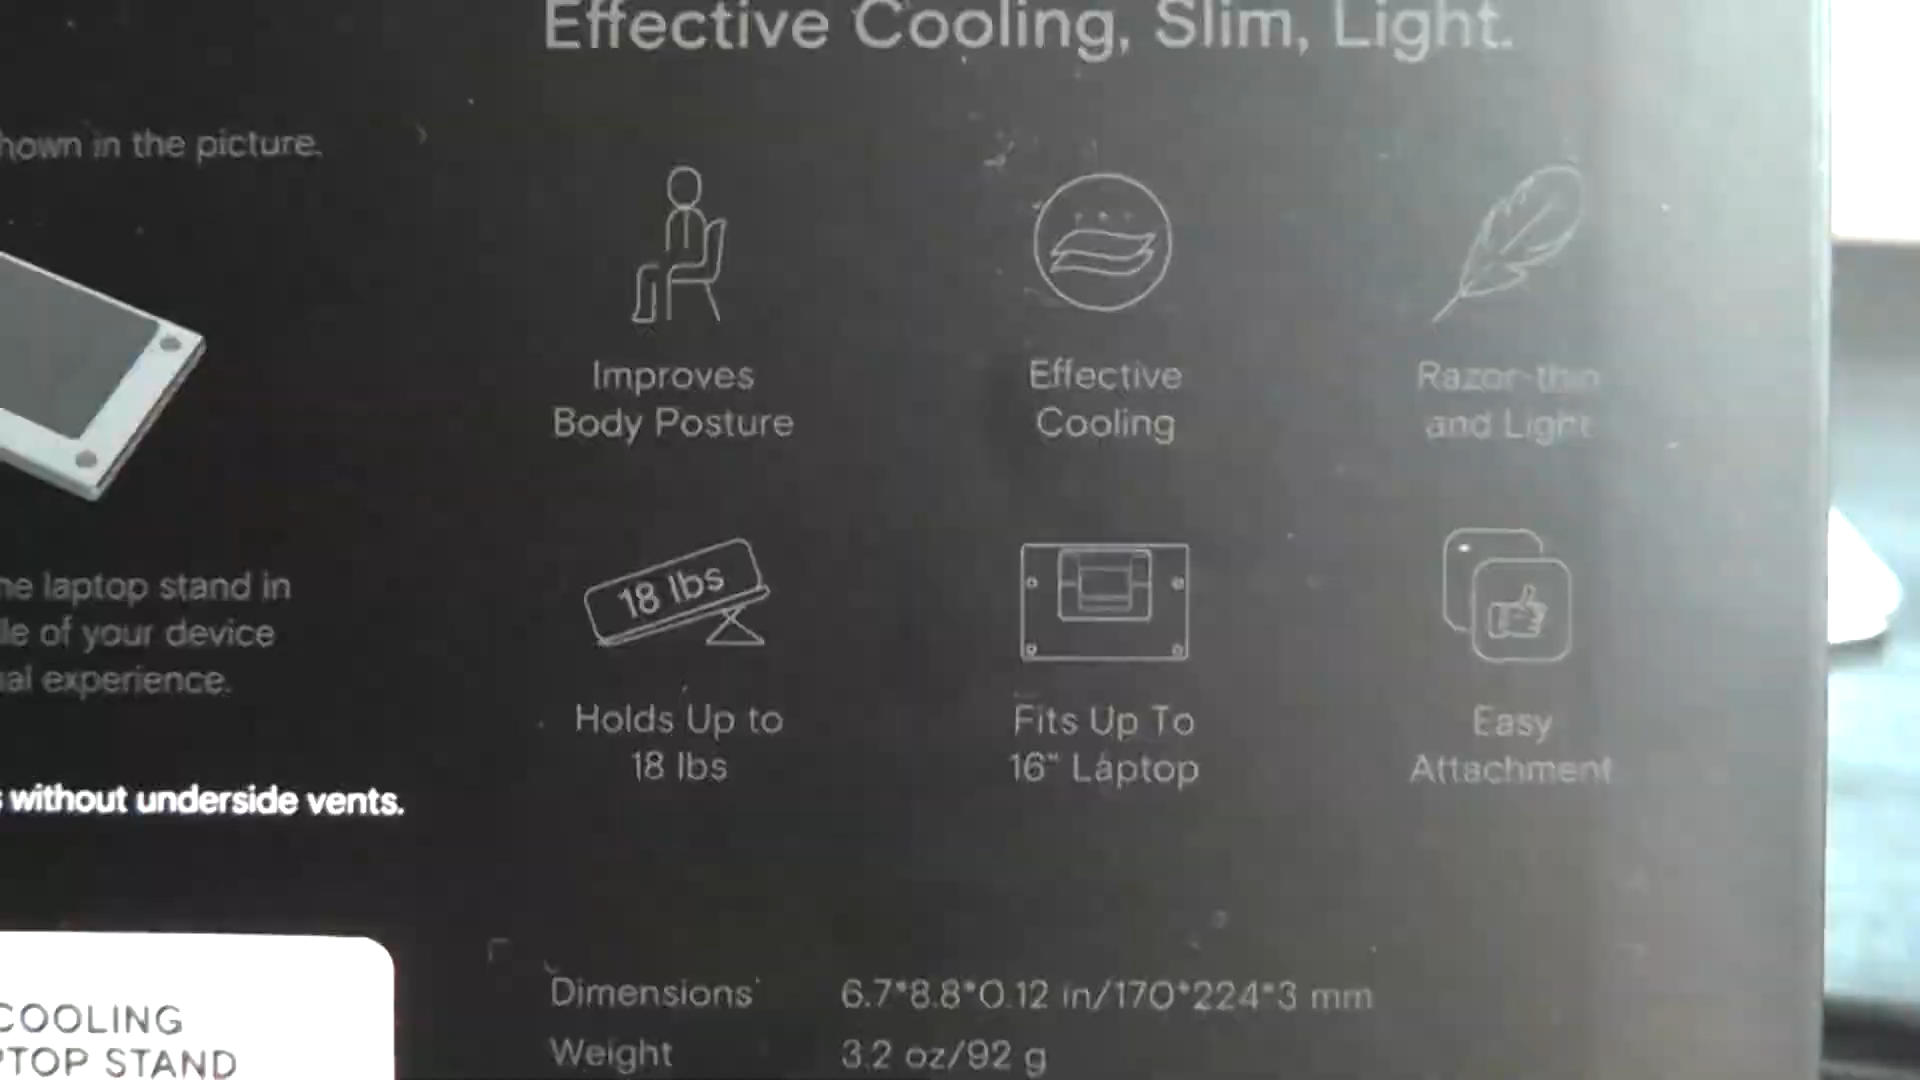 Effective Cooling, Slim, Light.
hown in the picture.
Improves
Body Posture
Effective
Cooling
Razor-thin
and Light
18 lbs
Holds Up to
18 lbs
Fits Up To
16" Laptop
Easy
Attachment
he laptop stand in
le of your device
al experience.
without underside vents.
COOLING
PTOP STAND
Dimensions
6.7*8.8*0.12 in/170*224*3 mm
Weight
3.2 oz/92 g